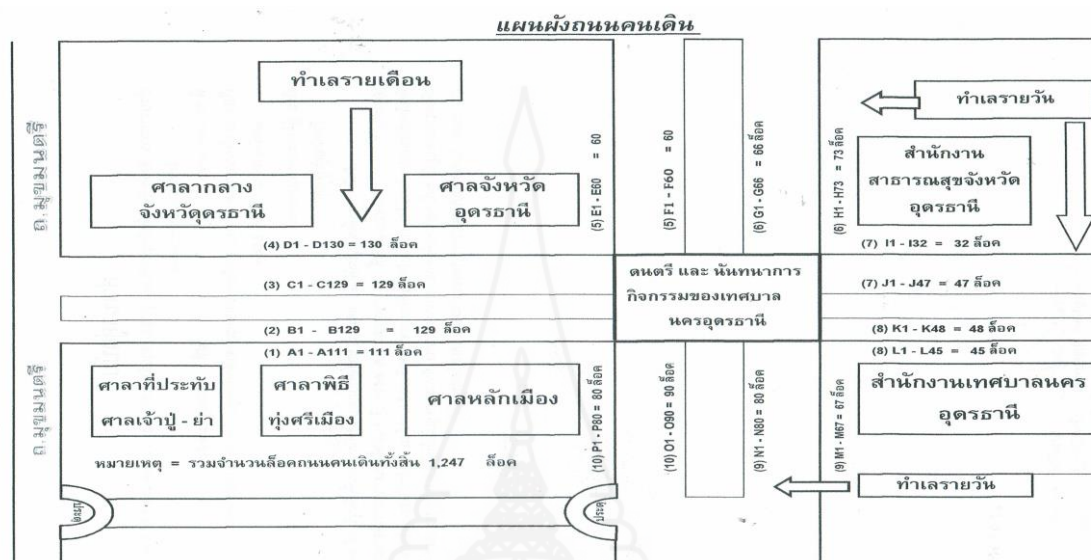 แผนผังถนนคนเดิน
ทำเลรายเดือน
ทำเลรายวัน
ถ.มุขมนตรี
ศาลากลาง
จังหวัดุดรธานี
ศาลจังหวัด
อุดรธานี
(5) E1 - E60 = 60
(5) F1 - F60 = 60
(6) G1 - G66 = 66 ล็อค
(6) H1 - H73 = 73 ล็อค
สำนักงาน
สาธารณสุขจังหวัด
อุดรธานี
(4) D1 - D130 = 130 ล็อค
(7) I1 - I32 = 32 ล็อค
(3) C1 - C129 = 129 ล็อค
ดนตรี และ นันทนาการ
กิจกรรมของเทศบาล
นครอุดรธานี
(7) J1 - J47 = 47 ล็อค
(2) B1 - B129 = 129 ล็อค
(8) K1 - K48 = 48 ล็อค
(1) A1 - A111 = 111 ล็อค
(8) L1 - L45 = 45 ล็อค
ถ.มุขมนตรี
ศาลาที่ประทับ
ศาลเจ้าปู่ - ย่า
ศาลาพิธี
ทุ่งศรีเมือง
ศาลหลักเมือง
(10) P1 - P80 = 80 ล็อค
(10) O1 - O90 = 90 ล็อค
(9) N1 - N80 = 80 ล็อค
(9) M1 - M67 = 67 ล็อค
สำนักงานเทศบาลนคร
อุดรธานี
หมายเหตุ = รวมจำนวนล็อคถนนคนเดินทั้งสิ้น 1,247 ล็อค
ทำเลรายวัน
ประตู
ประตู